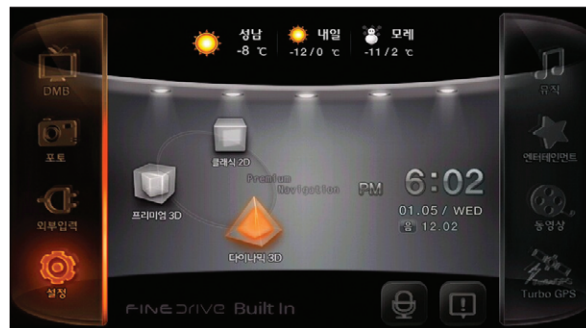 성남
-8 ℃
내일
-12/0 ℃
모레
-11/2 ℃
DMB
포토
외부입력
설정
클래식 2D
프리미엄 3D
Premium
Navigation
다이나믹 3D
PM 6:02
01.05 / WED
음 12.02
뮤직
엔터테인먼트
동영상
Turbo GPS
FINEDRIVE Built In